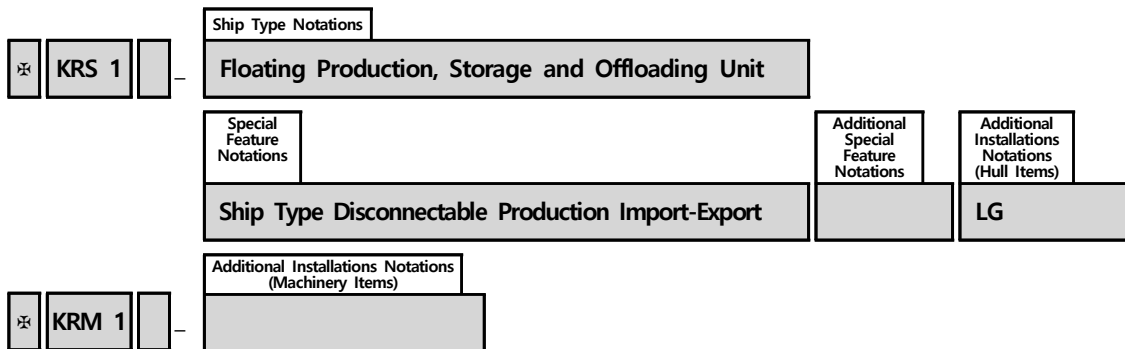 Ship Type Notations
✠ KRS 1 _ Floating Production, Storage and Offloading Unit
Special
Feature
Notations
Additional
Special
Feature
Notations
Additional
Installations
Notations
(Hull Items)
Ship Type Disconnectable Production Import-Export LG
Additional Installations Notations
(Machinery Items)
✠ KRM 1 _